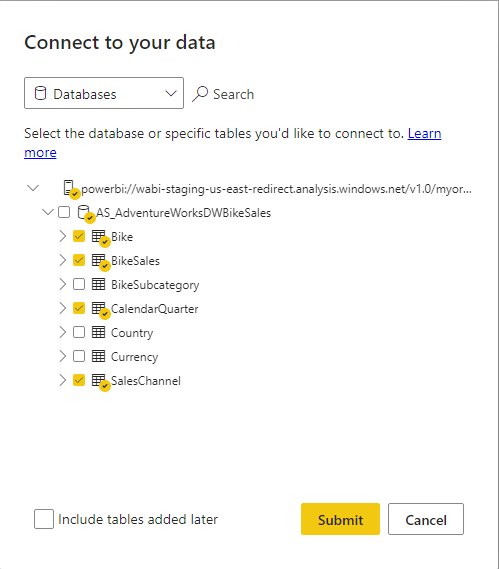 Connect to your data
Databases
Search
Select the database or specific tables you'd like to connect to. Learn
more
powerbi://wabi-staging-us-east-redirect.analysis.windows.net/v1.0/myor...
AS_AdventureWorksDWBikeSales
Bike
BikeSales
BikeSubcategory
CalendarQuarter
Country
Currency
SalesChannel
Include tables added later
Submit
Cancel